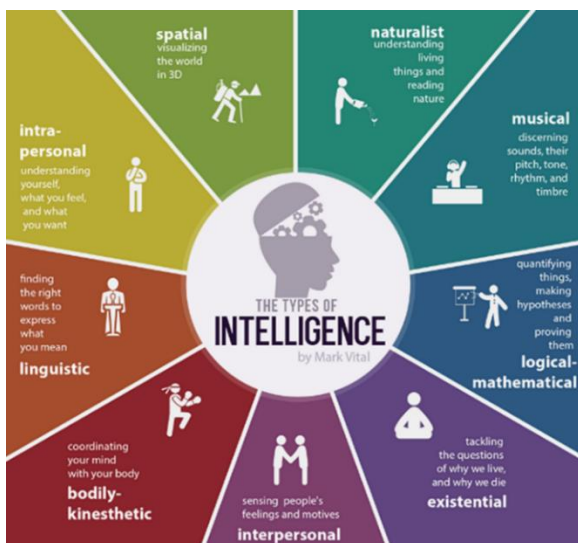 spatial
visualizing
the world
in 3D
naturalist
understanding
living
things and
reading
nature
musical
discerning
sounds, their
pitch, tone,
rhythm, and
timbre
quantifying
things,
making
hypotheses
and
proving
them
logical-
mathematical
tackling
the questions
of why we live,
and why we die
existential
sensing people's
feelings and motives
interpersonal
coordinating
your mind
with your body
bodily-
kinesthetic
finding
the right
words to
express
what
you mean
linguistic
intra-
personal
understanding
yourself,
what you feel,
and what
you want
THE TYPES OF
INTELLIGENCE
by Mark Vital